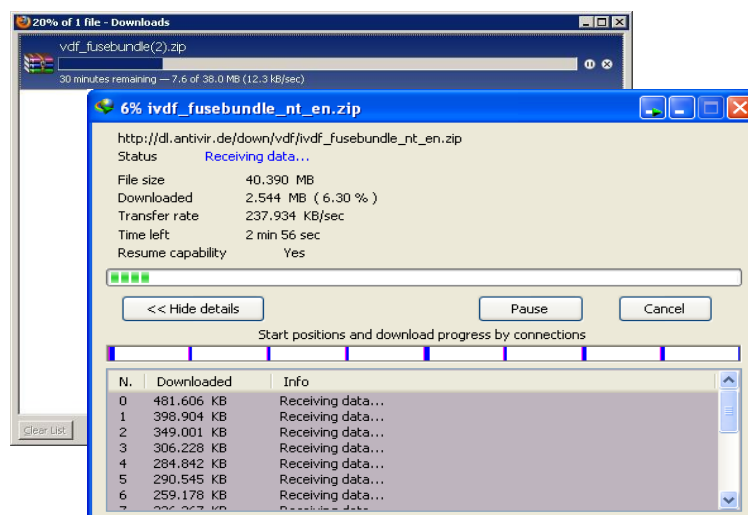 20% of 1 file - Downloads
vdf_fusebundle(2).zip
30 minutes remaining — 7.6 of 38.0 MB (12.3 kB/sec)
Clear List
6% ivdf_fusebundle_nt_en.zip
http://dl.antivir.de/down/vdf/ivdf_fusebundle_nt_en.zip
Status Receiving data...
File size 40.390 MB
Downloaded 2.544 MB ( 6.30 % )
Transfer rate 237.934 KB/sec
Time left 2 min 56 sec
Resume capability Yes
<< Hide details Pause Cancel
Start positions and download progress by connections
N. Downloaded Info
0 481.606 KB Receiving data...
1 398.904 KB Receiving data...
2 349.001 KB Receiving data...
3 306.228 KB Receiving data...
4 284.842 KB Receiving data...
5 290.545 KB Receiving data...
6 259.178 KB Receiving data...